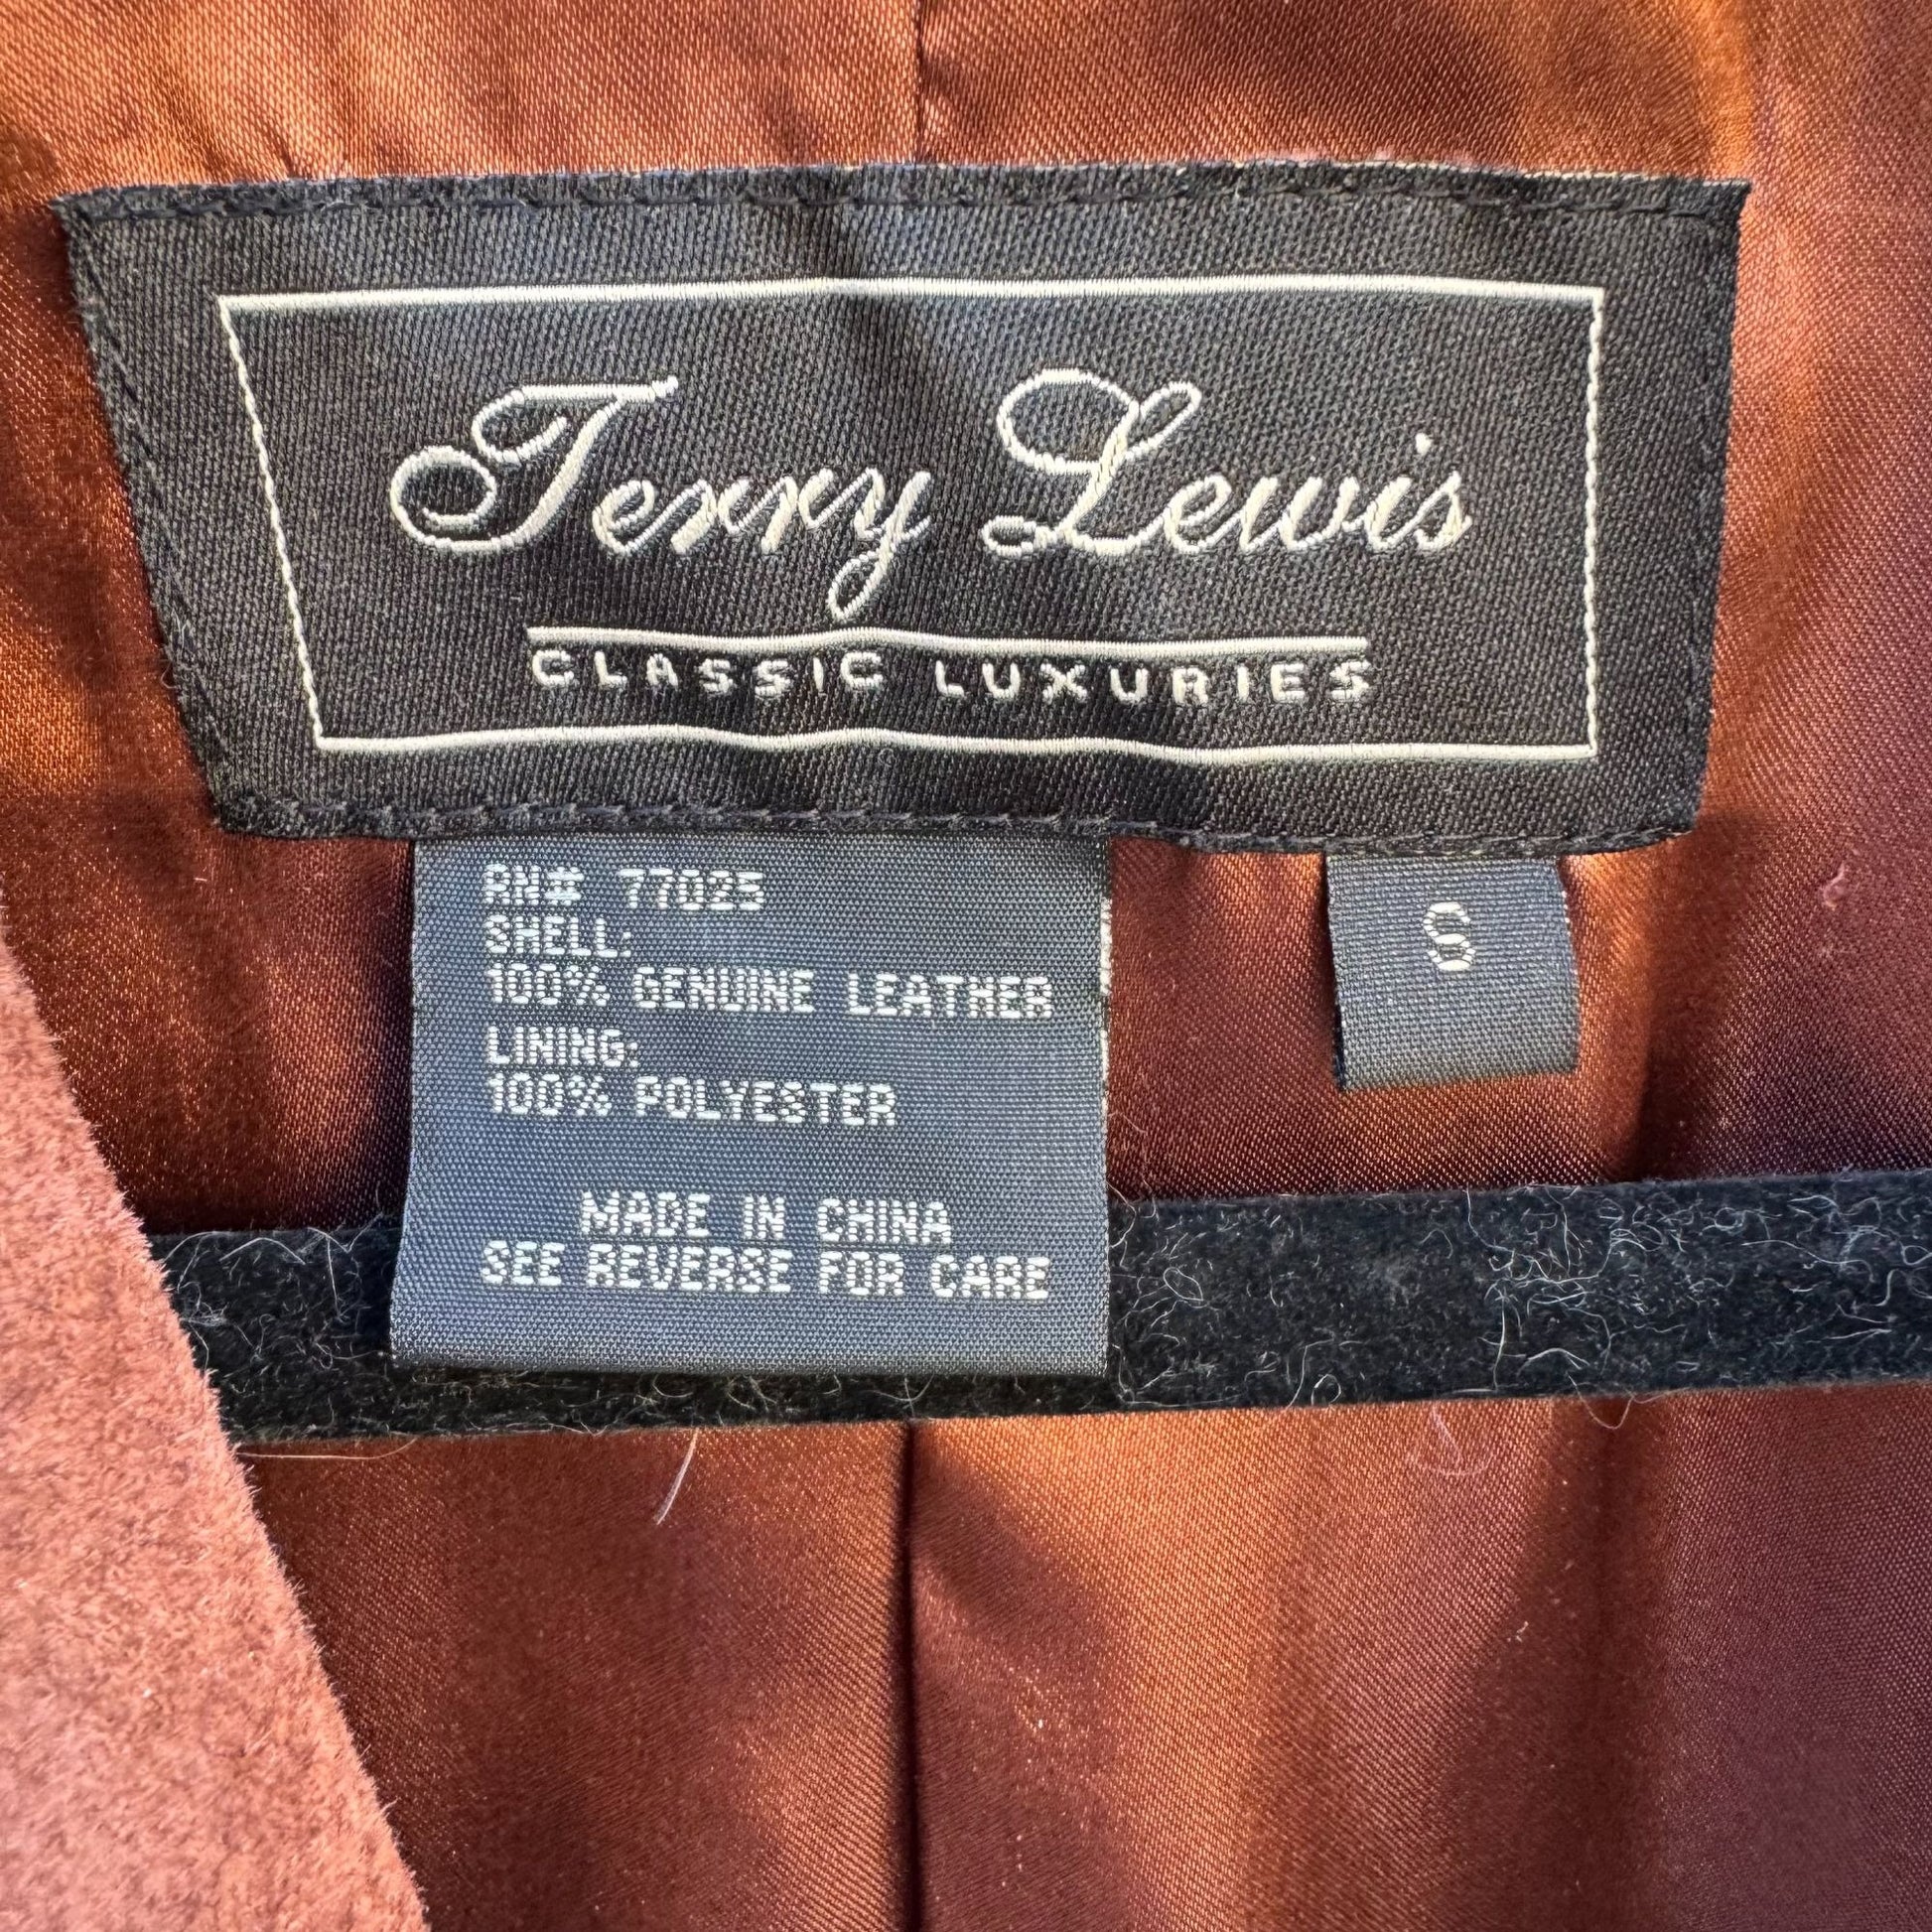 Terry Lewis
CLASSIC LUXURIES
RN# 77025
SHELL:
100% GENUINE LEATHER
LINING:
100% POLYESTER
MADE IN CHINA
SEE REVERSE FOR CARE
S